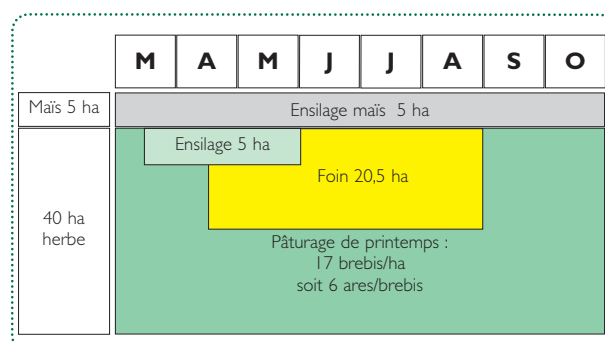 M A M J J A S O
Maïs 5 ha
Ensilage maïs 5 ha
Ensilage 5 ha
Foin 20,5 ha
40 ha
herbe
Pâturage de printemps :
17 brebis/ha
soit 6 ares/brebis